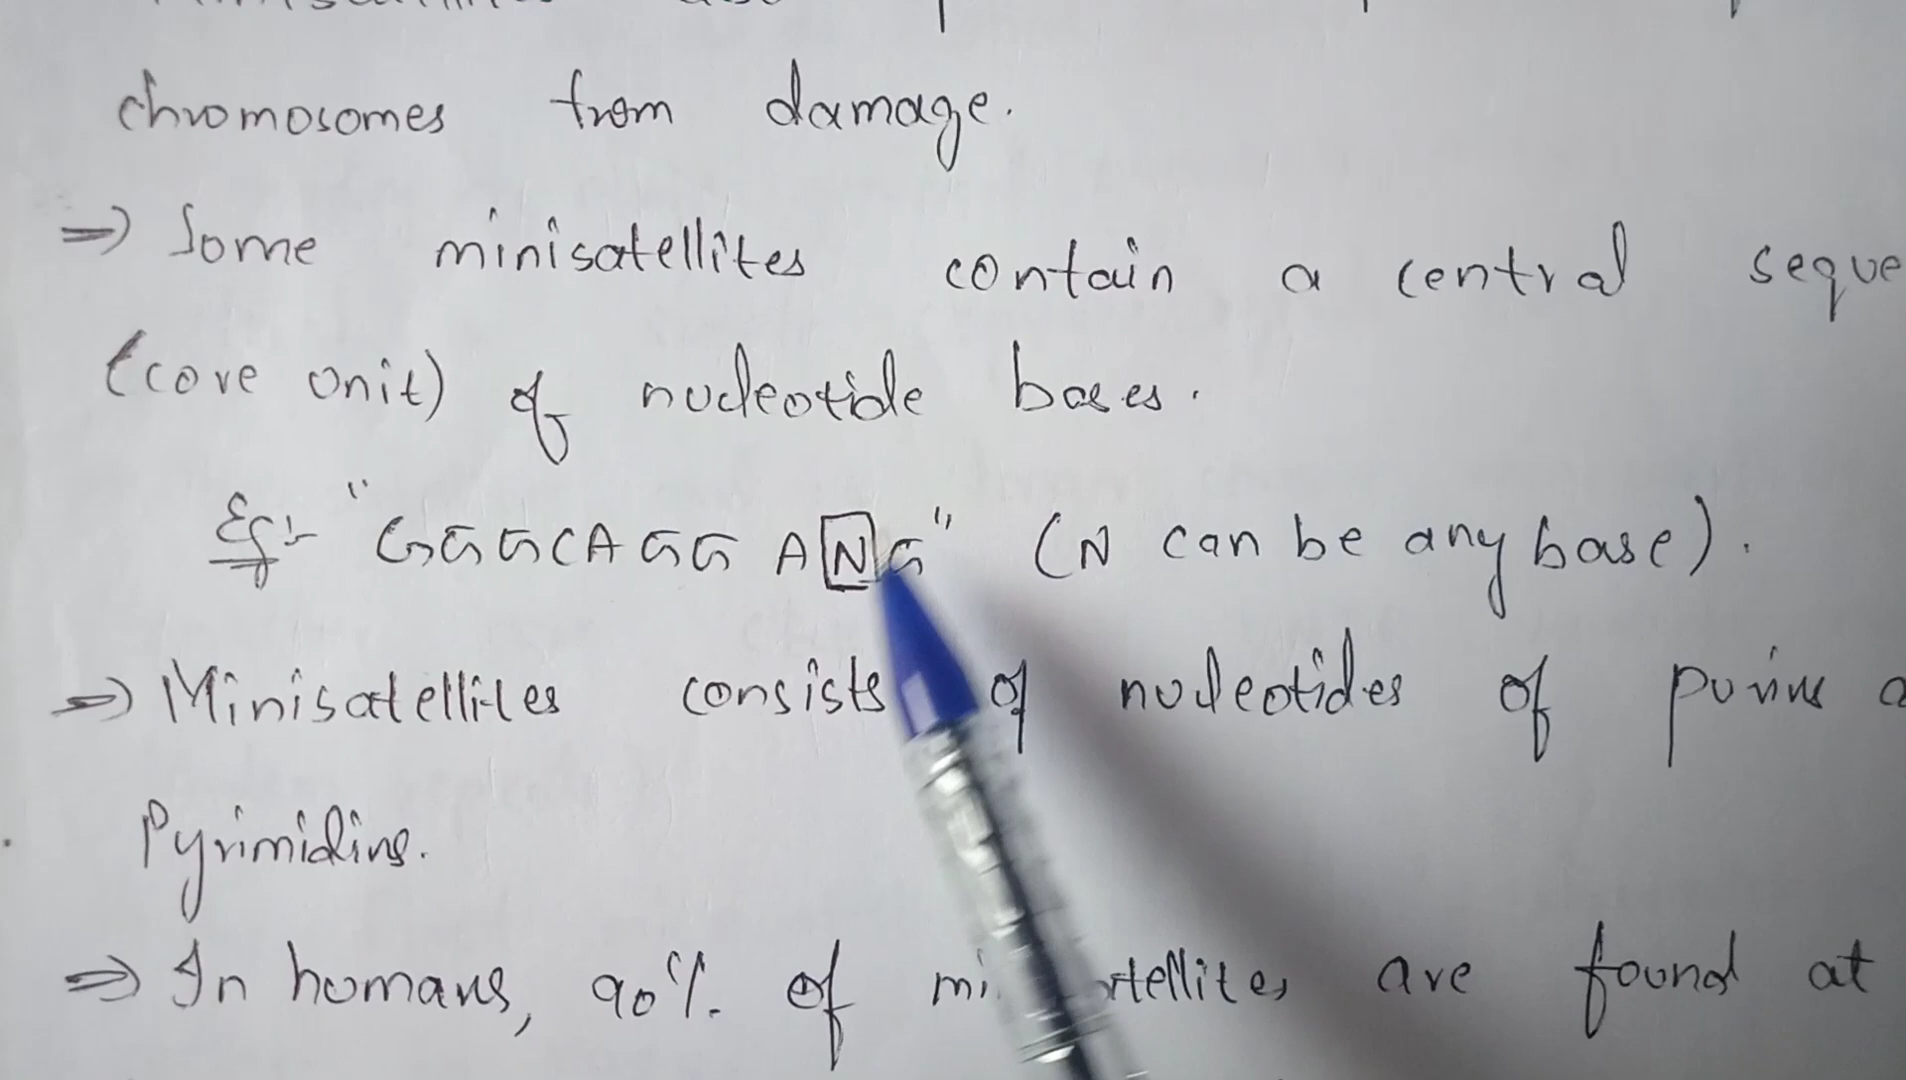 chromosomes from damage.
⇒ Some minisatellites contain a central seque
(core unit) of nucleotide bases.
Eg:- "GGGCAGG A N G" (N can be any base).
⇒ Minisatellites consists of nucleotides of purine a
Pyrimidine.
⇒ In humans, 90% of mi tellites are found at